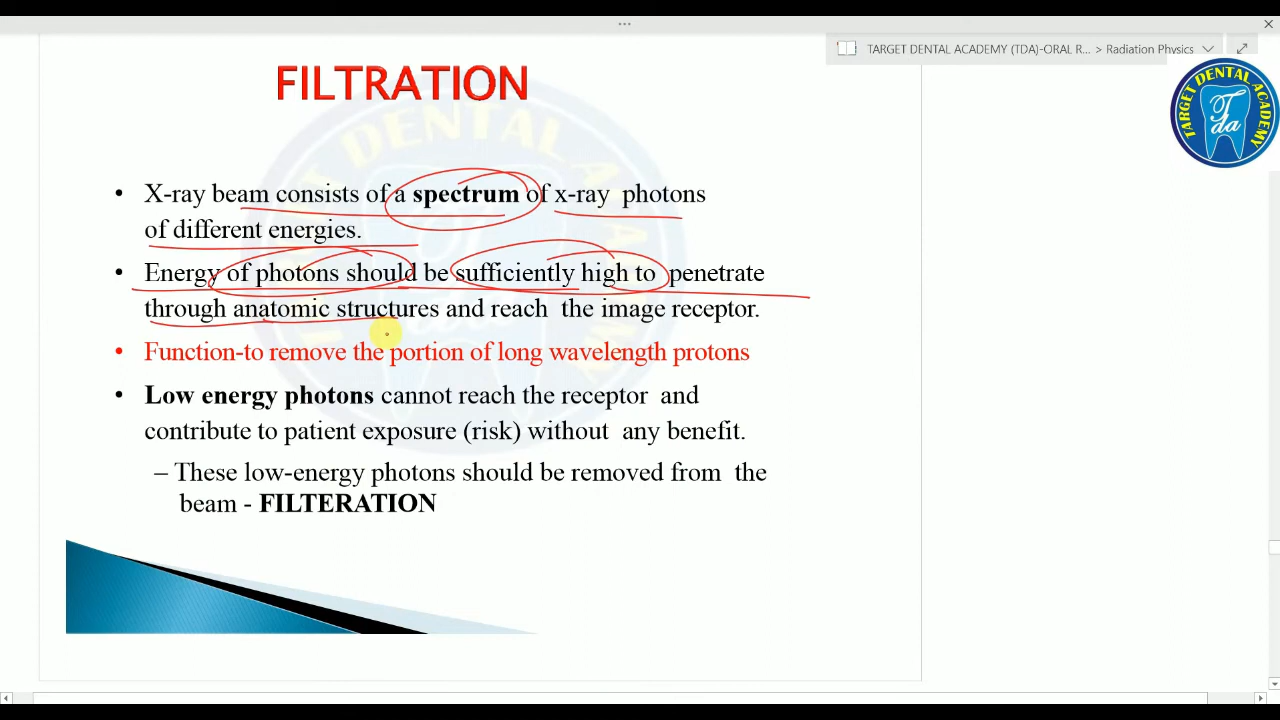 TARGET DENTAL ACADEMY (TDA)-ORAL R... > Radiation Physics
TARGET DENTAL ACADEMY
Tda
FILTRATION
• X-ray beam consists of a spectrum of x-ray photons
of different energies.
• Energy of photons should be sufficiently high to penetrate
through anatomic structures and reach the image receptor.
• Function-to remove the portion of long wavelength protons
• Low energy photons cannot reach the receptor and
contribute to patient exposure (risk) without any benefit.
– These low-energy photons should be removed from the
beam - FILTERATION